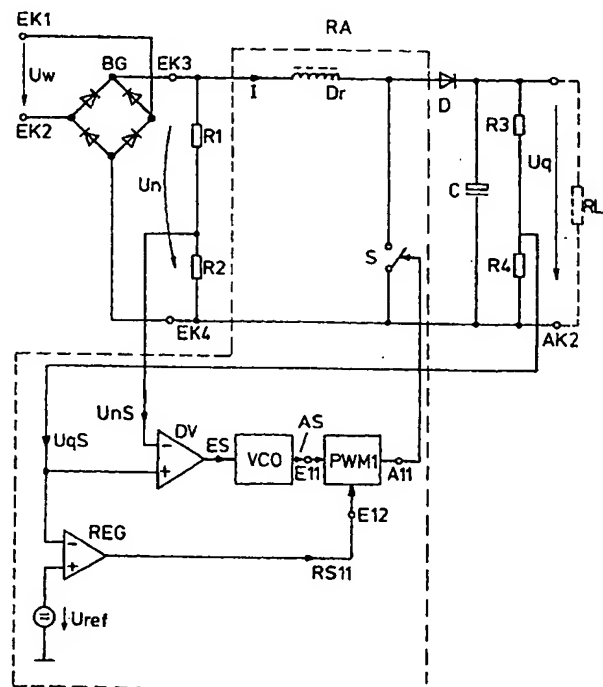 EK1
RA
BG
EK3
Uw
EK2
I
Dr
D
R1
R3
Un
C
Uq
RL
R2
S
R4
EK4
AK2
UnS
UqS
DV
ES
AS
VCO
E11
PWM1
A11
E12
REG
RS11
Uref
−
+
−
+